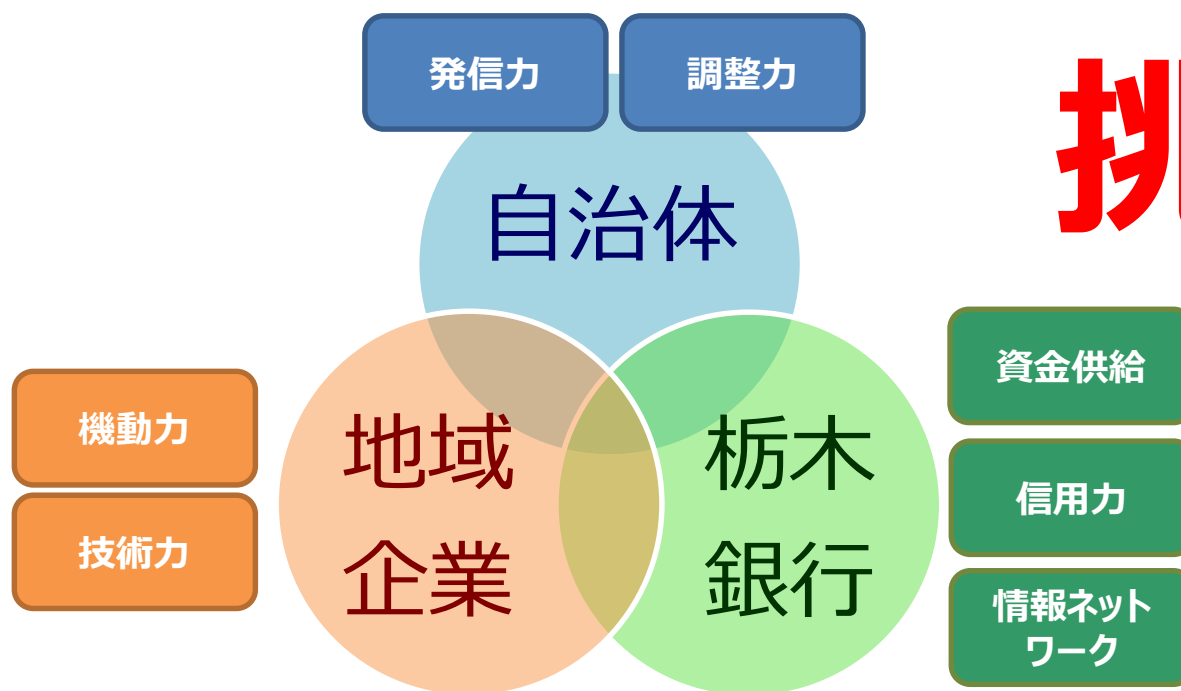 発信力
調整力
自治体
資金供給
機動力
地域
企業
栃木
銀行
信用力
技術力
情報ネット
ワーク